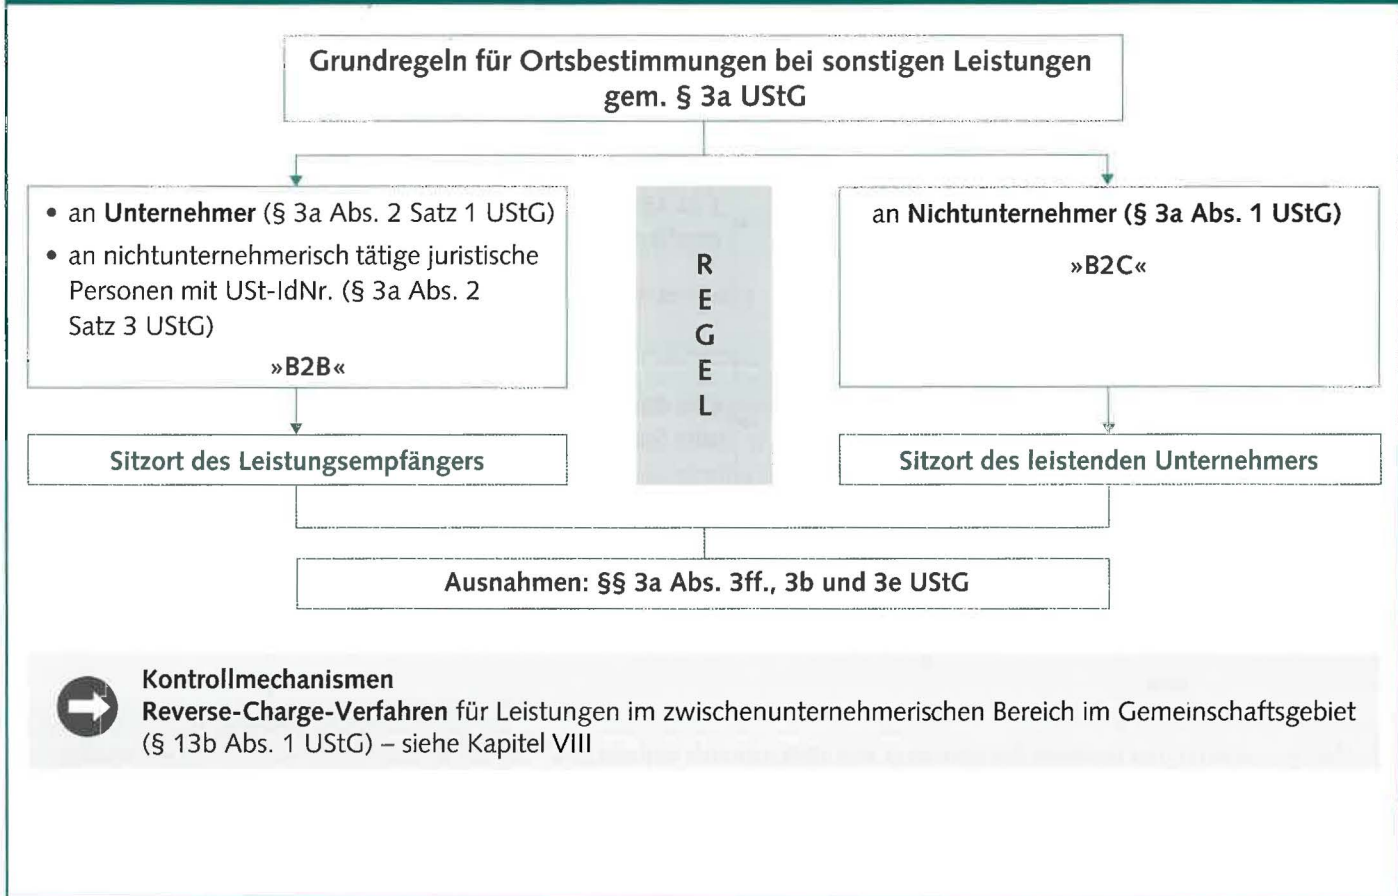 Grundregeln für Ortsbestimmungen bei sonstigen Leistungen
gem. § 3a UStG
• an Unternehmer (§ 3a Abs. 2 Satz 1 UStG)
• an nichtunternehmerisch tätige juristische
Personen mit USt-IdNr. (§ 3a Abs. 2
Satz 3 UStG)
»B2B«
R
E
G
E
L
an Nichtunternehmer (§ 3a Abs. 1 UStG)
»B2C«
Sitzort des Leistungsempfängers
Sitzort des leistenden Unternehmers
Ausnahmen: §§ 3a Abs. 3ff., 3b und 3e UStG
Kontrollmechanismen
Reverse-Charge-Verfahren für Leistungen im zwischenunternehmerischen Bereich im Gemeinschaftsgebiet
(§ 13b Abs. 1 UStG) – siehe Kapitel VIII